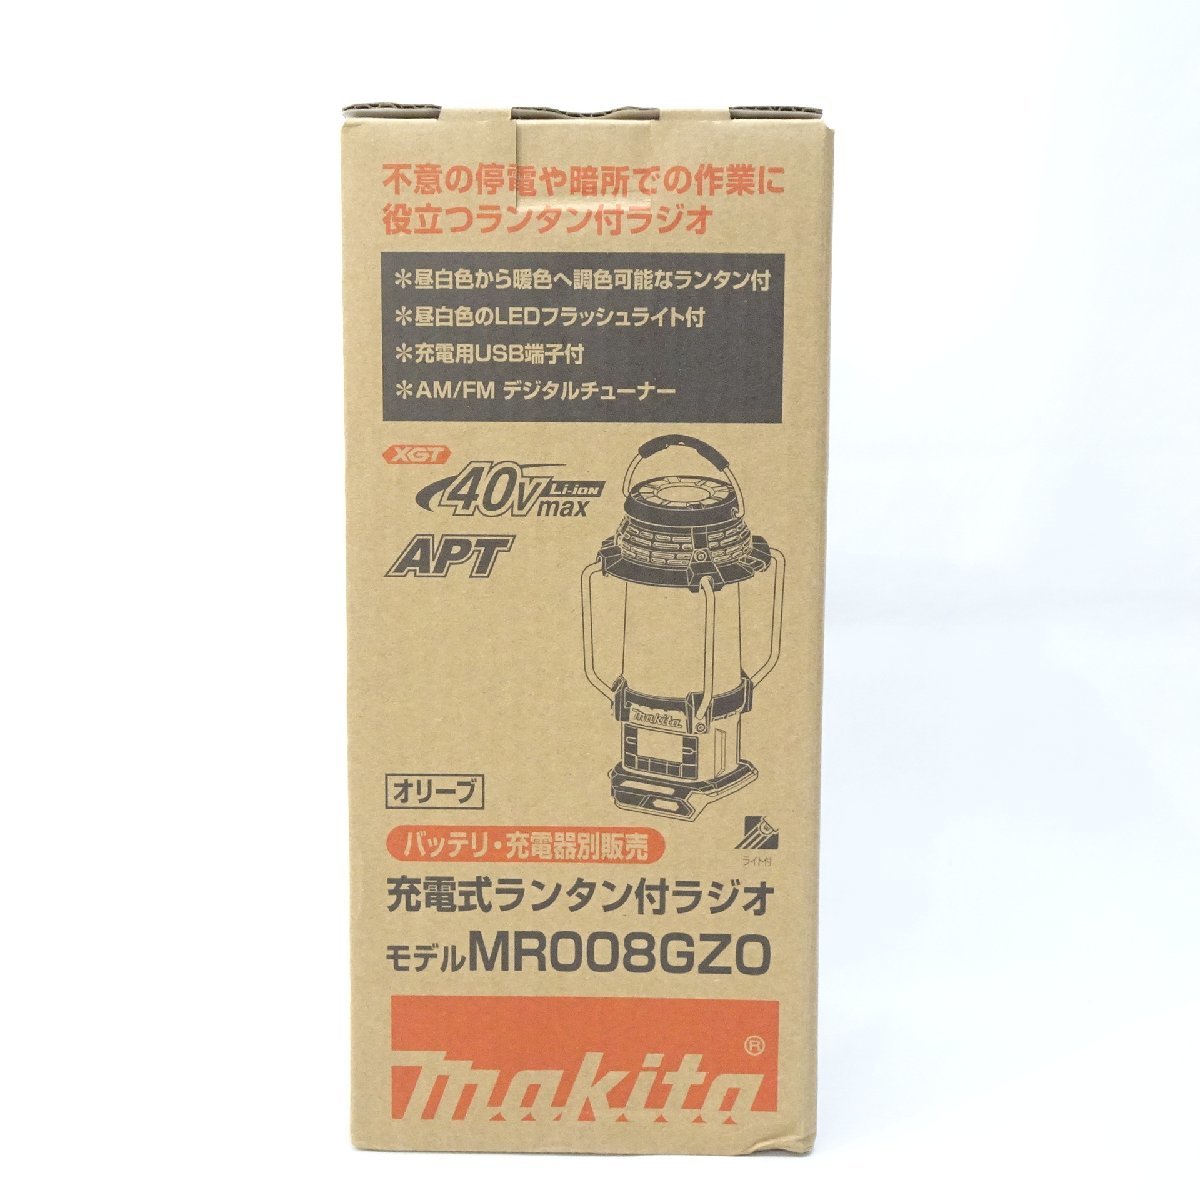 不意の停電や暗所での作業に
役立つランタン付ラジオ
＊昼白色から暖色へ調色可能なランタン付
＊昼白色のLEDフラッシュライト付
＊充電用USB端子付
＊AM/FM デジタルチューナー
XGT
40Vmax Li-ion
APT
makita
オリーブ
ライト付
バッテリ・充電器別販売
充電式ランタン付ラジオ
モデルMR008GZO
makita®